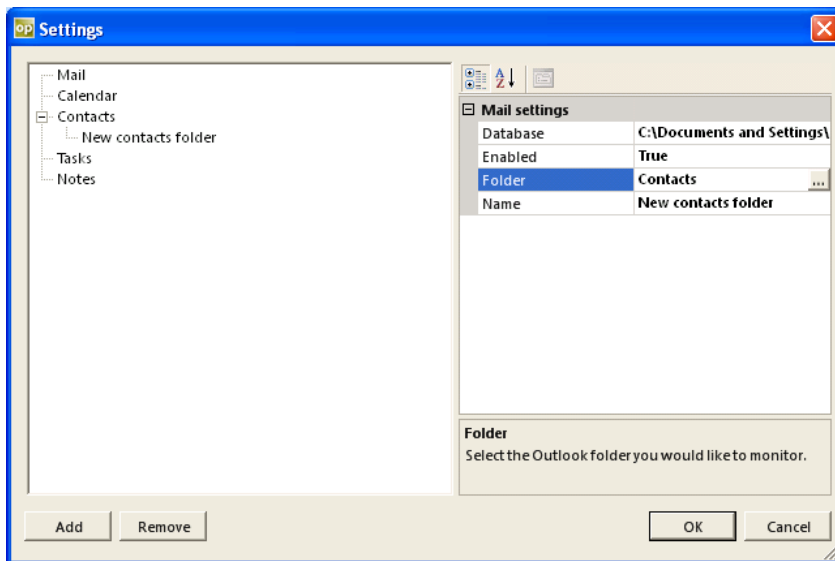 op Settings
Mail
Calendar
Contacts
New contacts folder
Tasks
Notes
A
Z
Mail settings
Database C:\Documents and Settings\
Enabled True
Folder Contacts ...
Name New contacts folder
Folder
Select the Outlook folder you would like to monitor.
Add Remove OK Cancel